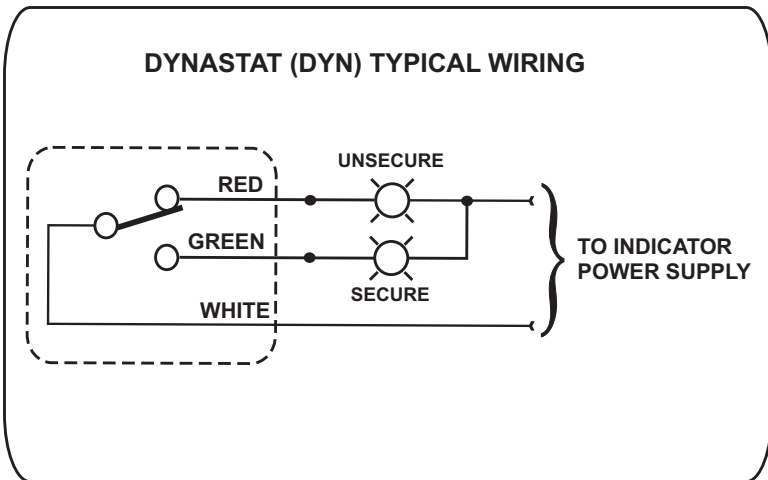 DYNASTAT (DYN) TYPICAL WIRING
UNSECURE
RED
GREEN
SECURE
WHITE
TO INDICATOR
POWER SUPPLY